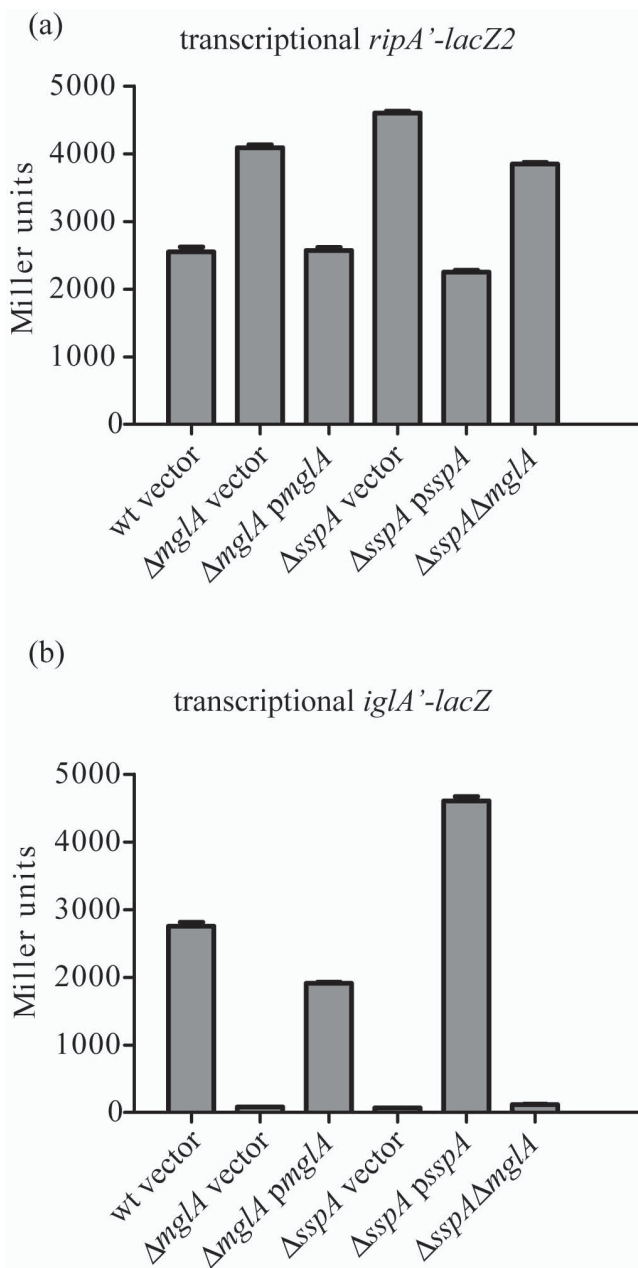 (a)
transcriptional ripA’-lacZ2
Miller units
5000
4000
3000
2000
1000
0
wt vector
ΔmglA vector
ΔmglA pmglA
ΔsspA vector
ΔsspA psspA
ΔsspAΔmglA
(b)
transcriptional iglA’-lacZ
Miller units
5000
4000
3000
2000
1000
0
wt vector
ΔmglA vector
ΔmglA pmglA
ΔsspA vector
ΔsspA psspA
ΔsspAΔmglA